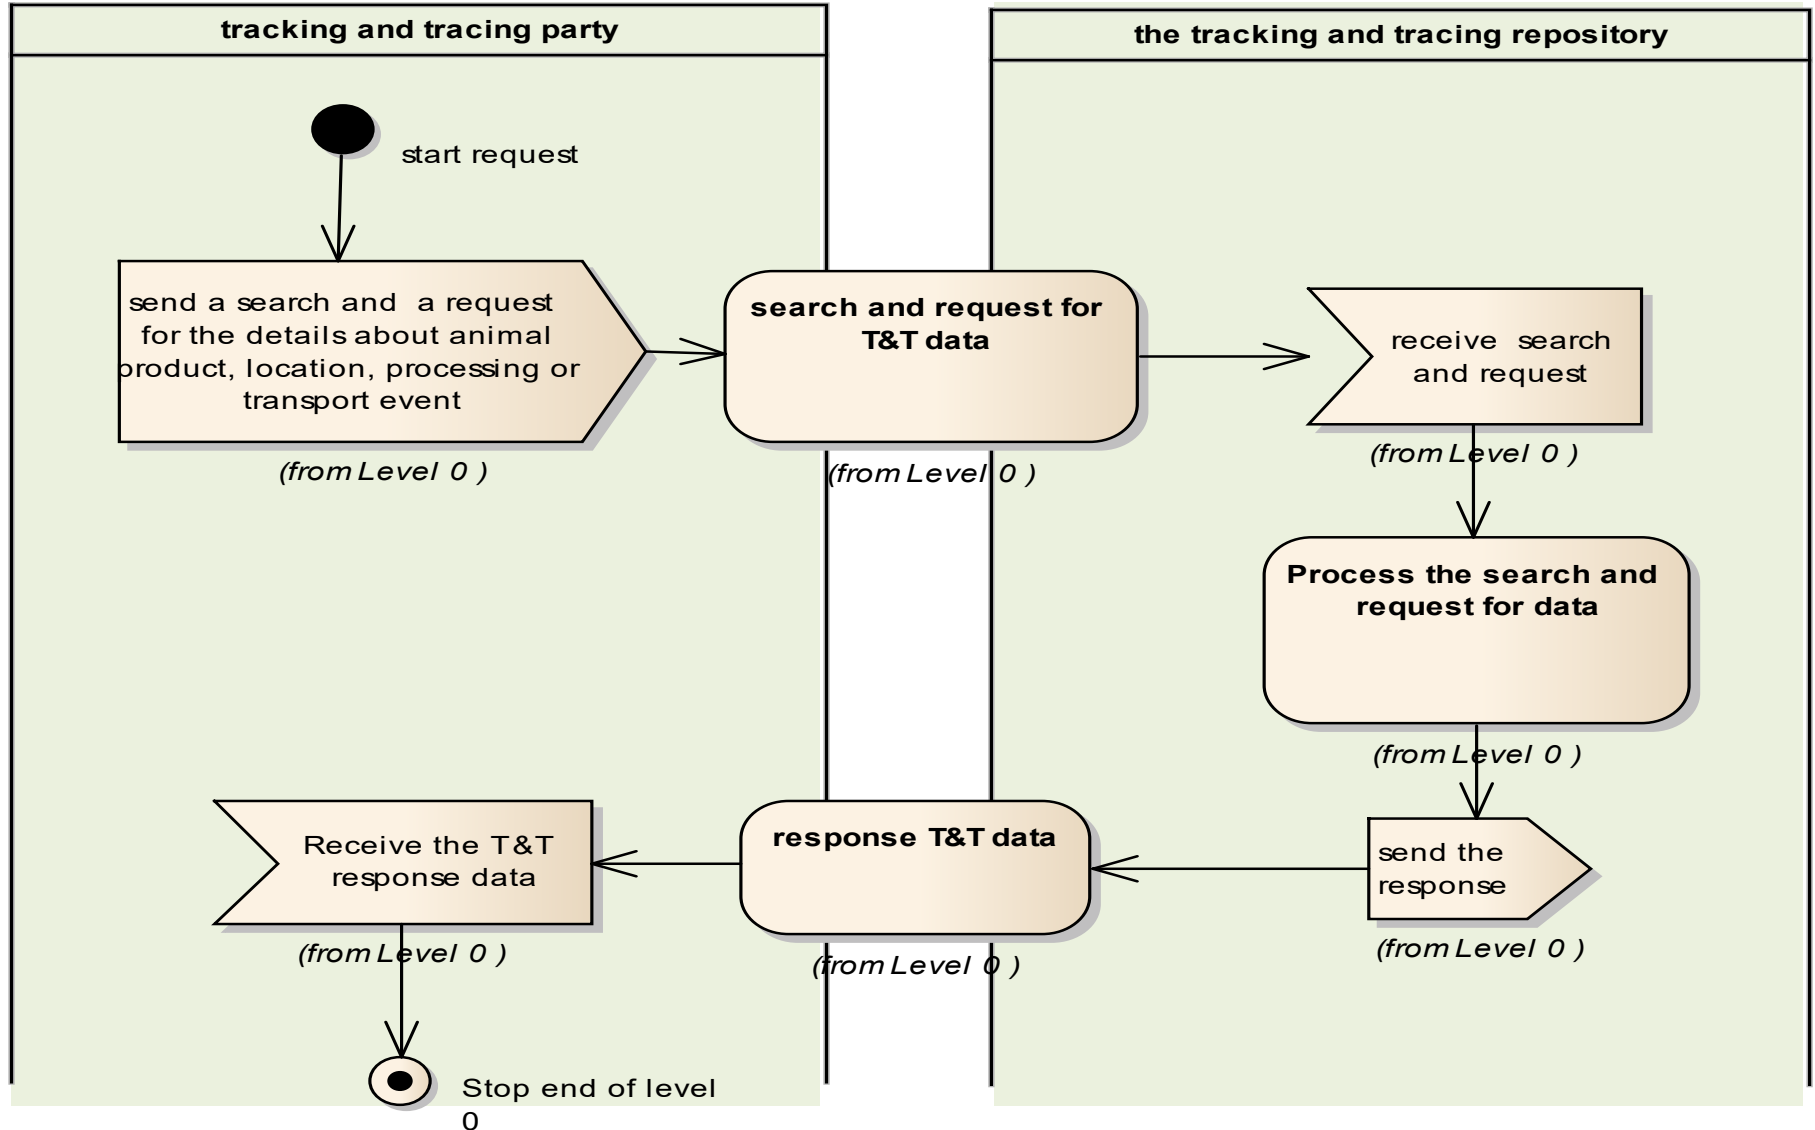 tracking and tracing party
the tracking and tracing repository
start request
send a search and a request
for the details about animal
product, location, processing or
transport event
(from Level 0 )
search and request for
T&T data
(from Level 0 )
receive search
and request
(from Level 0 )
Process the search and
request for data
(from Level 0 )
send the
response
(from Level 0 )
response T&T data
(from Level 0 )
Receive the T&T
response data
(from Level 0 )
Stop end of level
0